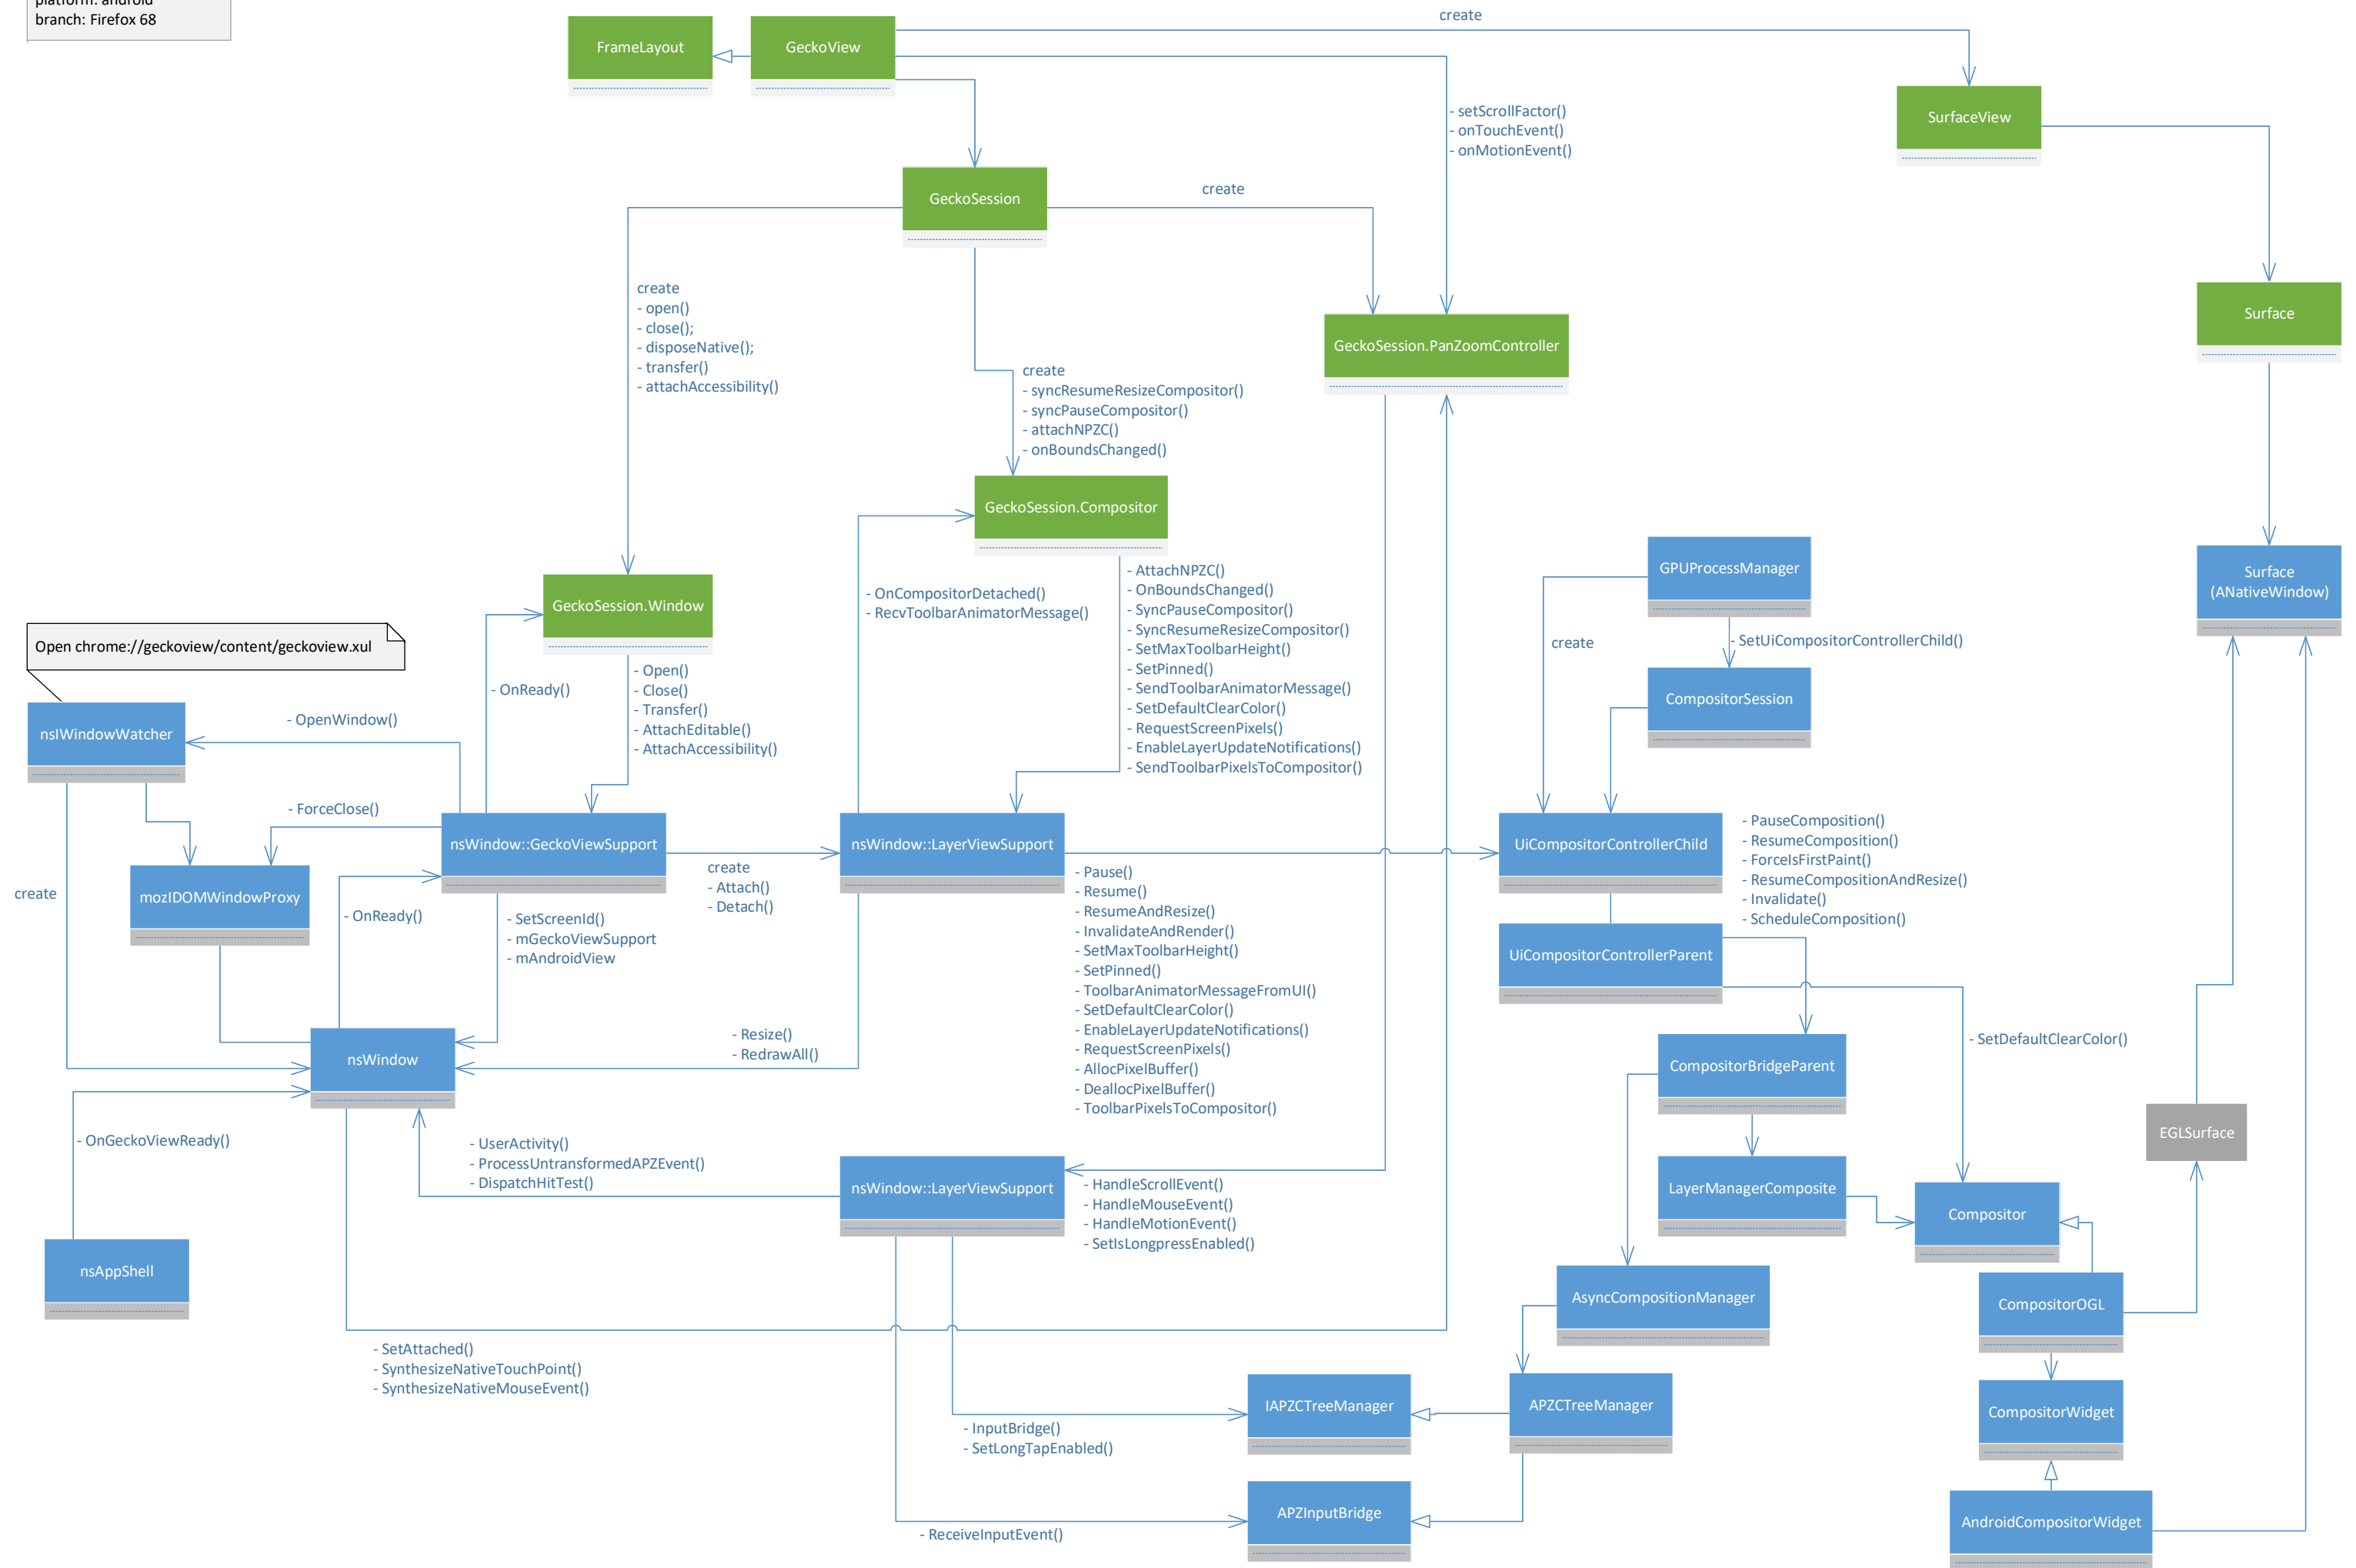 platform: android
branch: Firefox 68
create
FrameLayout
GeckoView
- setScrollFactor()
- onTouchEvent()
- onMotionEvent()
SurfaceView
GeckoSession
create
create
- open()
- close();
- disposeNative();
- transfer()
- attachAccessibility()
Surface
GeckoSession.PanZoomController
create
- syncResumeResizeCompositor()
- syncPauseCompositor()
- attachNPZC()
- onBoundsChanged()
GeckoSession.Compositor
GeckoSession.Window
- OnCompositorDetached()
- RecvToolbarAnimatorMessage()
- AttachNPZC()
- OnBoundsChanged()
- SyncPauseCompositor()
- SyncResumeResizeCompositor()
- SetMaxToolbarHeight()
- SetPinned()
- SendToolbarAnimatorMessage()
- SetDefaultClearColor()
- RequestScreenPixels()
- EnableLayerUpdateNotifications()
- SendToolbarPixelsToCompositor()
GPUProcessManager
Surface
(ANativeWindow)
create
- SetUiCompositorControllerChild()
CompositorSession
Open chrome://geckoview/content/geckoview.xul
- OnReady()
- Open()
- Close()
- Transfer()
- AttachEditable()
- AttachAccessibility()
nsIWindowWatcher
- OpenWindow()
- ForceClose()
nsWindow::GeckoViewSupport
nsWindow::LayerViewSupport
UiCompositorControllerChild
- PauseComposition()
- ResumeComposition()
- ForceIsFirstPaint()
- ResumeCompositionAndResize()
- Invalidate()
- ScheduleComposition()
create
mozIDOMWindowProxy
- OnReady()
- SetScreenId()
- mGeckoViewSupport
- mAndroidView
create
- Attach()
- Detach()
- Pause()
- Resume()
- ResumeAndResize()
- InvalidateAndRender()
- SetMaxToolbarHeight()
- SetPinned()
- ToolbarAnimatorMessageFromUI()
- SetDefaultClearColor()
- EnableLayerUpdateNotifications()
- RequestScreenPixels()
- AllocPixelBuffer()
- DeallocPixelBuffer()
- ToolbarPixelsToCompositor()
UiCompositorControllerParent
nsWindow
- Resize()
- RedrawAll()
CompositorBridgeParent
- SetDefaultClearColor()
- OnGeckoViewReady()
- UserActivity()
- ProcessUntransformedAPZEvent()
- DispatchHitTest()
nsWindow::LayerViewSupport
- HandleScrollEvent()
- HandleMouseEvent()
- HandleMotionEvent()
- SetIsLongpressEnabled()
LayerManagerComposite
Compositor
EGLSurface
nsAppShell
AsyncCompositionManager
CompositorOGL
- SetAttached()
- SynthesizeNativeTouchPoint()
- SynthesizeNativeMouseEvent()
IAPZCTreeManager
APZCTreeManager
CompositorWidget
- InputBridge()
- SetLongTapEnabled()
APZInputBridge
- ReceiveInputEvent()
AndroidCompositorWidget